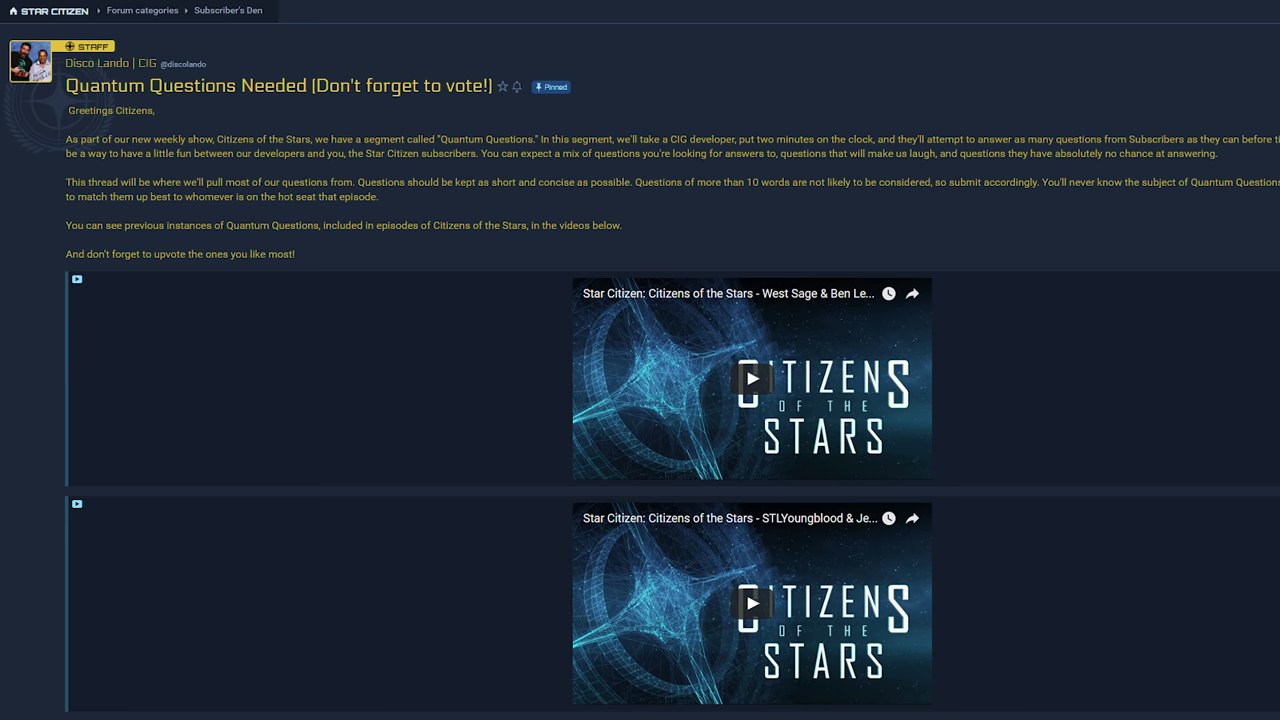 STAR CITIZEN › Forum categories › Subscriber's Den
STAFF
Disco Lando | CIG @discolando
Quantum Questions Needed (Don't forget to vote!) Pinned
Greetings Citizens,
As part of our new weekly show, Citizens of the Stars, we have a segment called "Quantum Questions." In this segment, we'll take a CIG developer, put two minutes on the clock, and they'll attempt to answer as many questions from Subscribers as they can before
be a way to have a little fun between our developers and you, the Star Citizen subscribers. You can expect a mix of questions you're looking for answers to, questions that will make us laugh, and questions they have absolutely no chance at answering.
This thread will be where we'll pull most of our questions from. Questions should be kept as short and concise as possible. Questions of more than 10 words are not likely to be considered, so submit accordingly. You'll never know the subject of Quantum Questions
to match them up best to whomever is on the hot seat that episode.
You can see previous instances of Quantum Questions, included in episodes of Citizens of the Stars, in the videos below.
And don't forget to upvote the ones you like most!
Star Citizen: Citizens of the Stars - West Sage & Ben Le...
CITIZENS
OF THE
STARS
Star Citizen: Citizens of the Stars - STLYoungblood & Je...
CITIZENS
OF THE
STARS